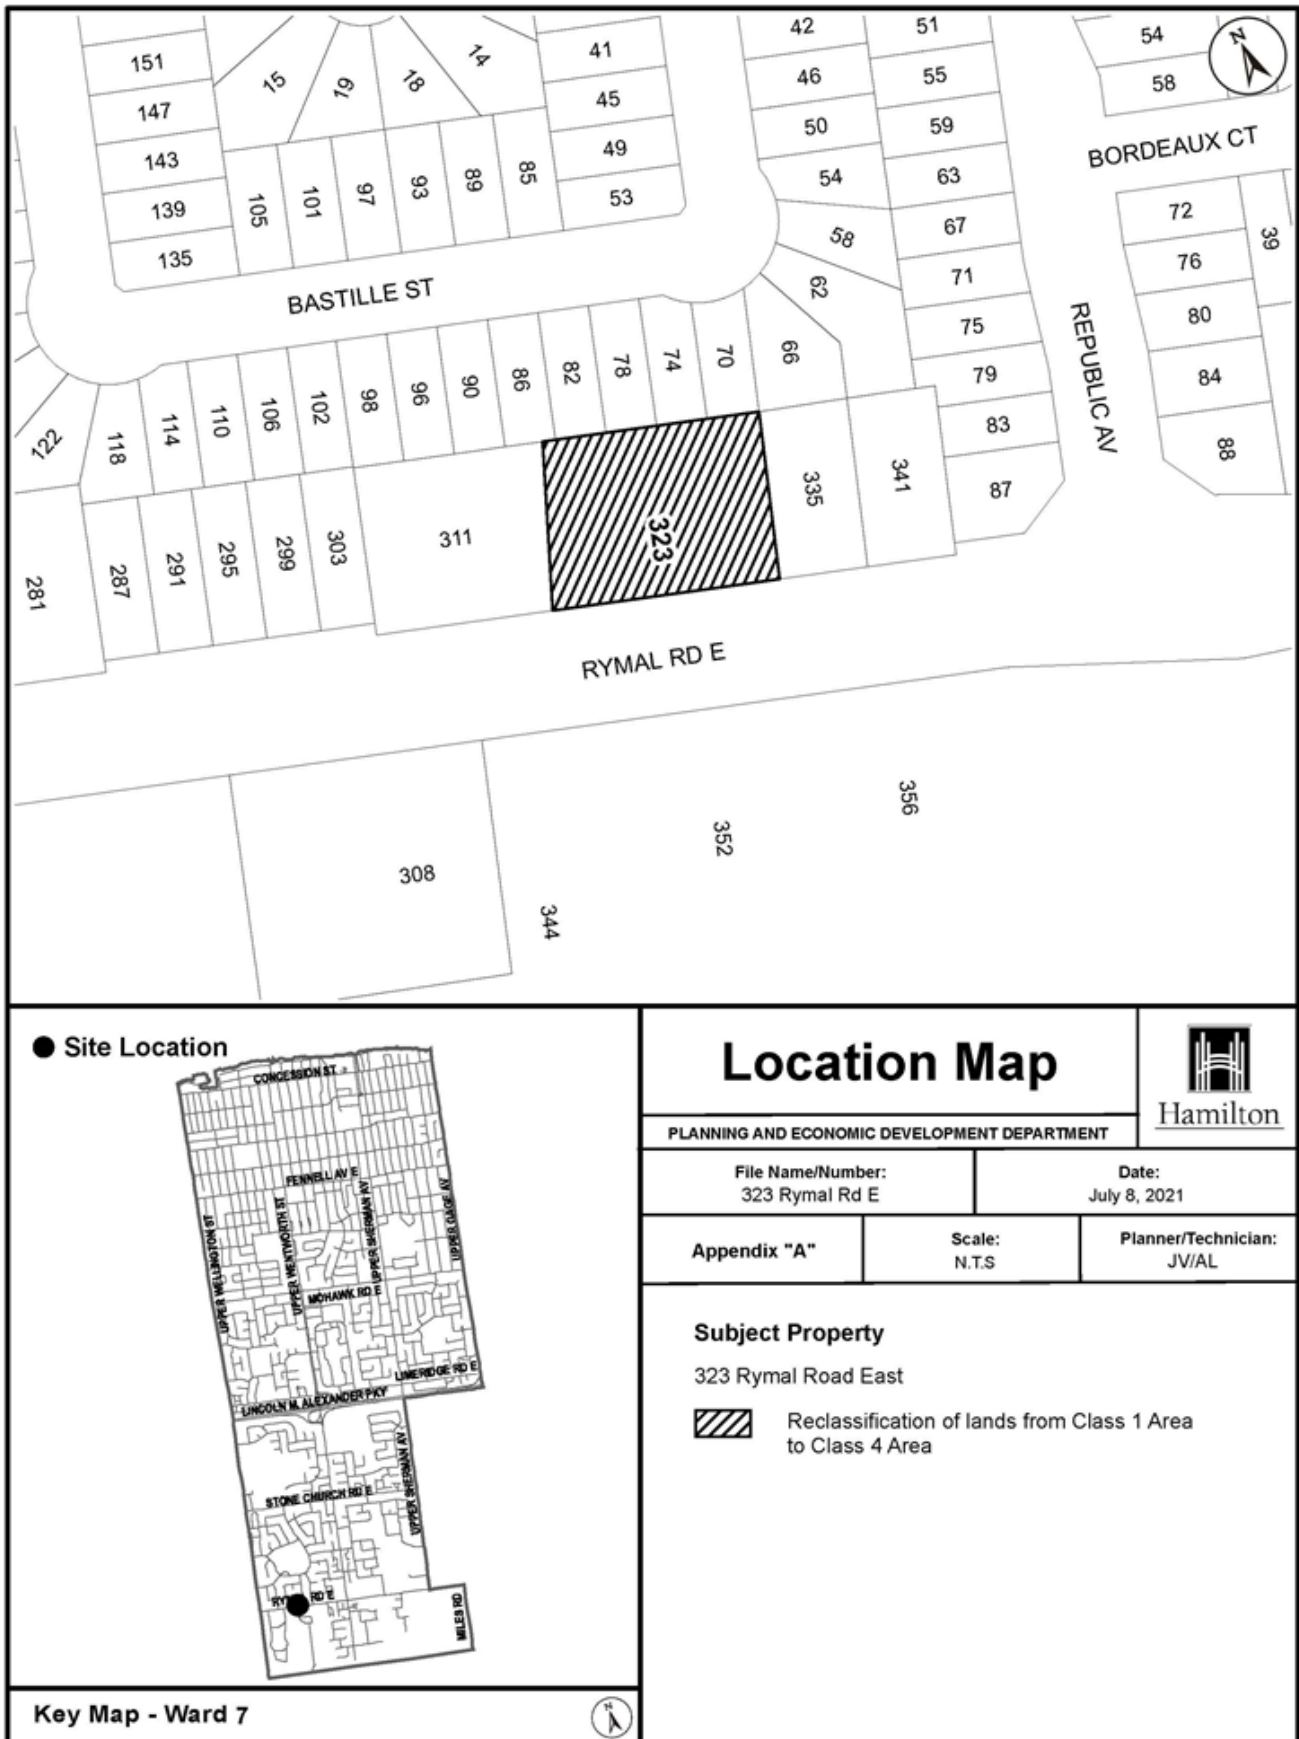 151
147
143
139
135
15
19
18
14
41
45
49
53
42
46
50
54
58
62
66
51
55
59
63
67
71
75
79
83
87
54
58
N
BORDEAUX CT
72
76
80
84
88
39
REPUBLIC AV
105
101
97
93
89
85
BASTILLE ST
122
118
114
110
106
102
98
96
90
86
82
78
74
70
281
287
291
295
299
303
311
323
335
341
RYMAL RD E
308
344
352
356
Site Location
CONCESSION ST
FENNELL AV E
UPPER WELLINGTON ST
UPPER WENTWORTH ST
UPPER SHERMAN AV
UPPER GAGE AV
MOHAWK RD E
LIMERIDGE RD E
LINCOLN M. ALEXANDER PKY
STONE CHURCH RD E
UPPER SHERMAN AV
RD E
MILES RD
Key Map - Ward 7
N
Location Map
Hamilton
PLANNING AND ECONOMIC DEVELOPMENT DEPARTMENT
File Name/Number:
323 Rymal Rd E
Date:
July 8, 2021
Appendix "A"
Scale:
N.T.S
Planner/Technician:
JV/AL
Subject Property
323 Rymal Road East
Reclassification of lands from Class 1 Area
to Class 4 Area